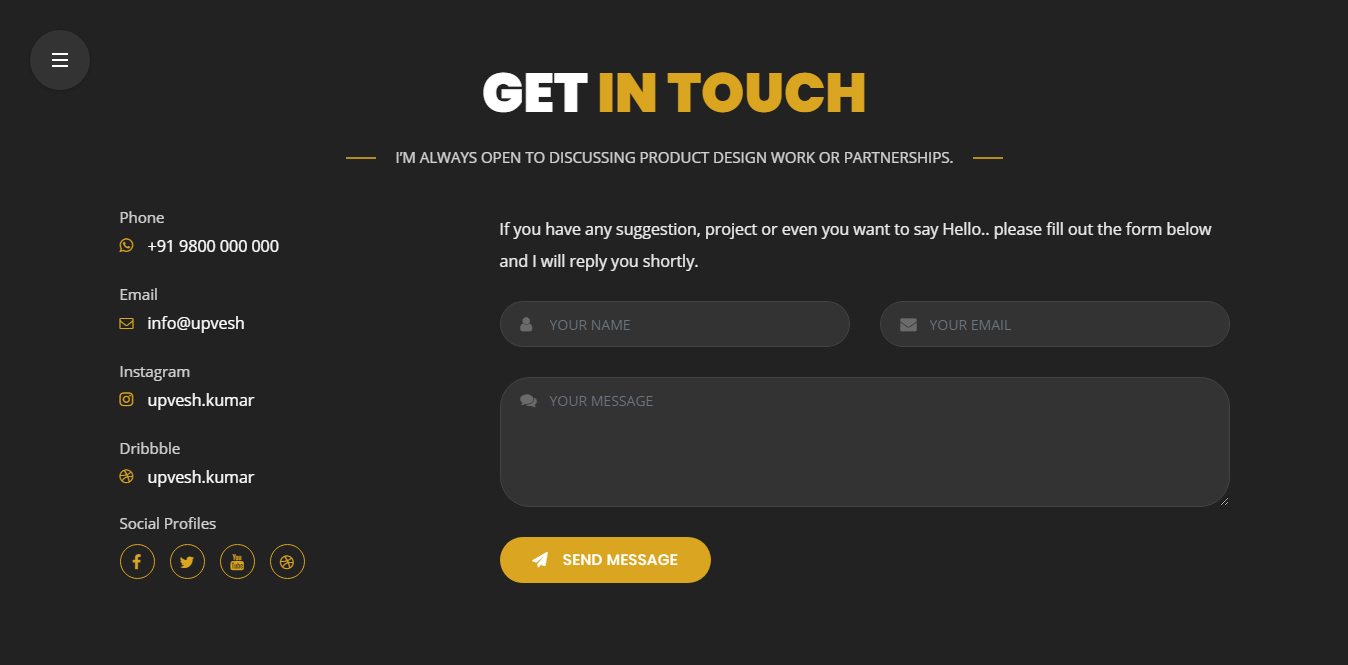 GET IN TOUCH
I'M ALWAYS OPEN TO DISCUSSING PRODUCT DESIGN WORK OR PARTNERSHIPS.
Phone
+91 9800 000 000
Email
info@upvesh
Instagram
upvesh.kumar
Dribbble
upvesh.kumar
Social Profiles
You
Tube
If you have any suggestion, project or even you want to say Hello.. please fill out the form below
and I will reply you shortly.
YOUR NAME
YOUR EMAIL
YOUR MESSAGE
SEND MESSAGE